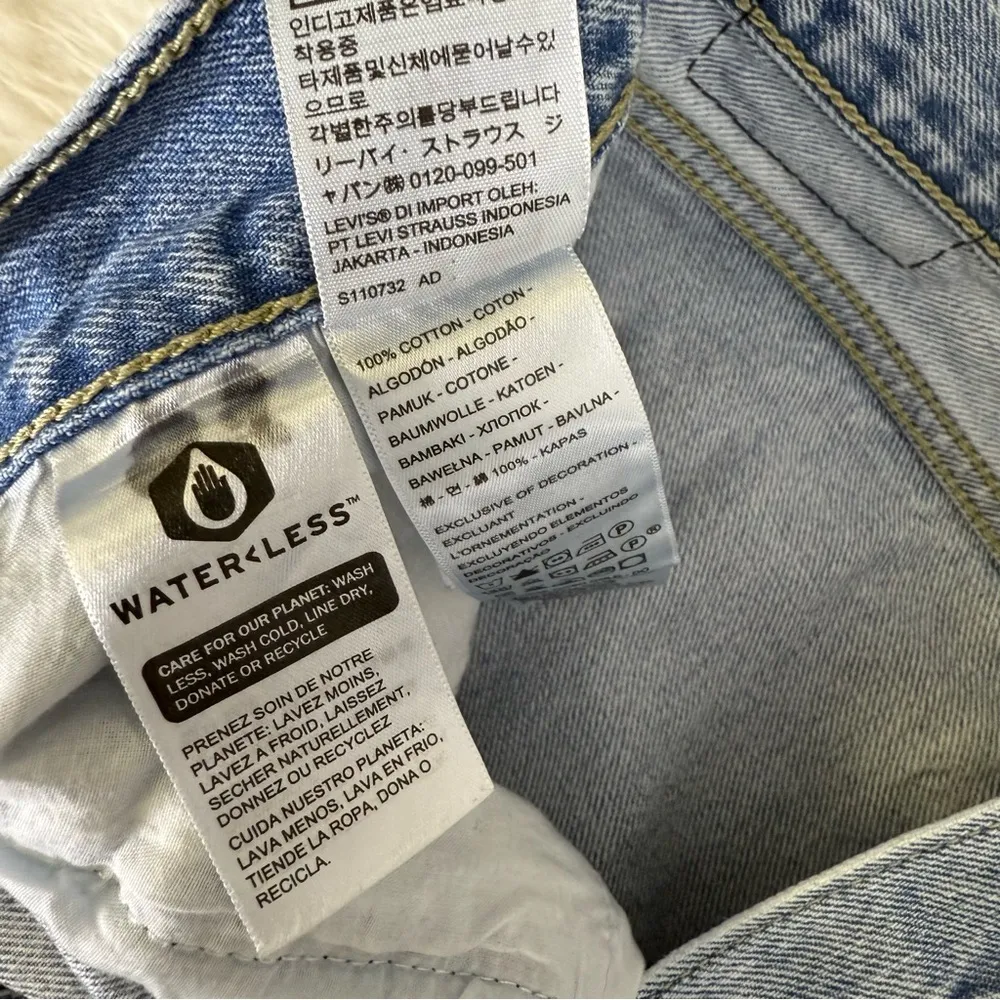 인디고제품은염료
착용중
타제품및신체에묻어날수있
으므로
각별한주의를당부드립니다
リーバイ・ストラウス ジ
ャパン㈱ 0120-099-501
LEVI'S® DI IMPORT OLEH:
PT LEVI STRAUSS INDONESIA
JAKARTA - INDONESIA
S110732 AD
100% COTTON - COTON -
ALGODÓN - ALGODÃO -
PAMUK - COTONE -
BAUMWOLLE - KATOEN -
BAMBAKI - ХЛОПОК -
BAWEŁNA - PAMUT - BAVLNA -
棉 - 면 - 綿 100% - KAPAS
EXCLUSIVE OF DECORATION -
EXCLUANT
L'ORNEMENTATION -
EXCLUYENDO ELEMENTOS
DECORATIVOS - EXCLUINDO
DECORAÇÃO
WATER<LESS™
CARE FOR OUR PLANET: WASH
LESS, WASH COLD, LINE DRY,
DONATE OR RECYCLE
PRENEZ SOIN DE NOTRE
PLANETE: LAVEZ MOINS,
LAVEZ A FROID, LAISSEZ
SECHER NATURELLEMENT,
DONNEZ OU RECYCLEZ
CUIDA NUESTRO PLANETA:
LAVA MENOS, LAVA EN FRIO,
TIENDE LA ROPA, DONA O
RECICLA.